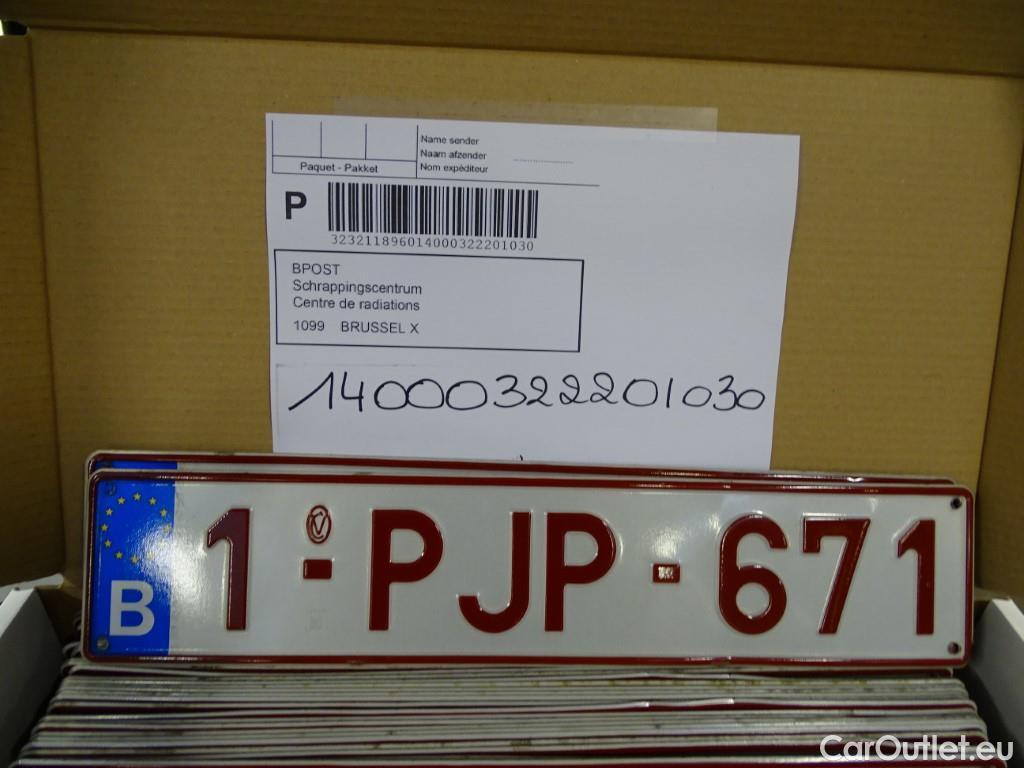 Name sender
Naam afzender
Nom expéditeur
Paquet - Pakket
P
323211896014000322201030
BPOST
Schrappingscentrum
Centre de radiations
1099 BRUSSEL X
14000322201030
B
1-PJP-671
CarOutlet.eu